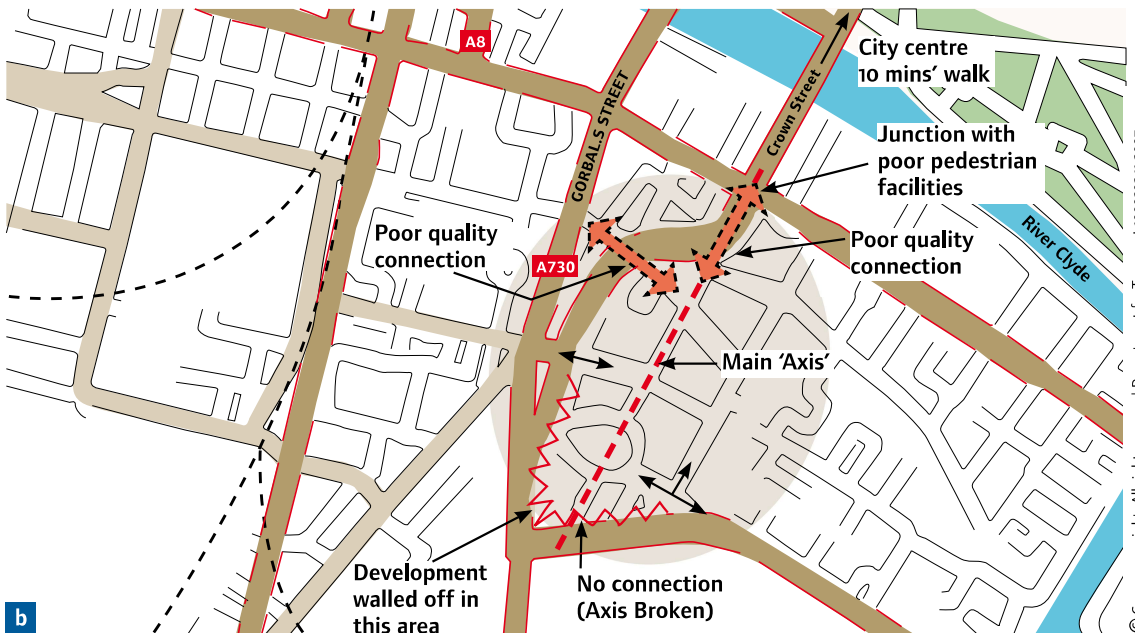 A8
GORBAL.S STREET
Crown Street
City centre
10 mins' walk
Junction with
poor pedestrian
facilities
River Clyde
Poor quality
connection
A730
Poor quality
connection
Main 'Axis'
Development
walled off in
this area
No connection
(Axis Broken)
b